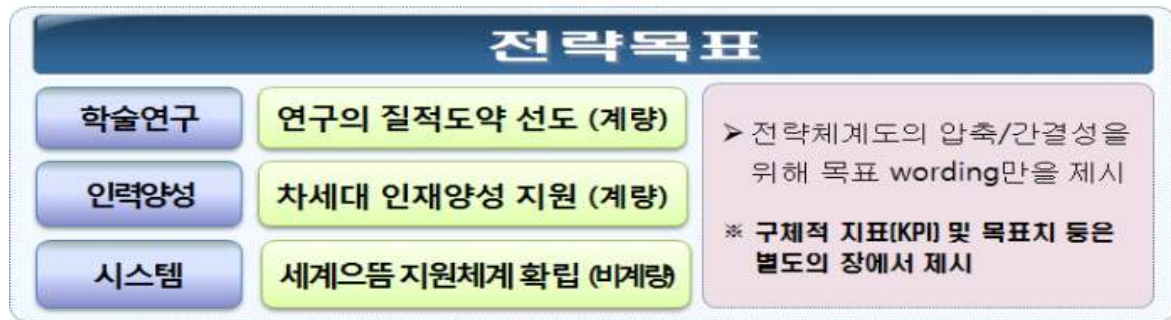 전략목표
학술연구
연구의 질적도약 선도 (계량)
인력양성
차세대 인재양성 지원 (계량)
시스템
세계으뜸 지원체계 확립 (비계량)
➤ 전략체계도의 압축/간결성을
위해 목표 wording만을 제시
※ 구체적 지표(KPI) 및 목표치 등은
별도의 장에서 제시